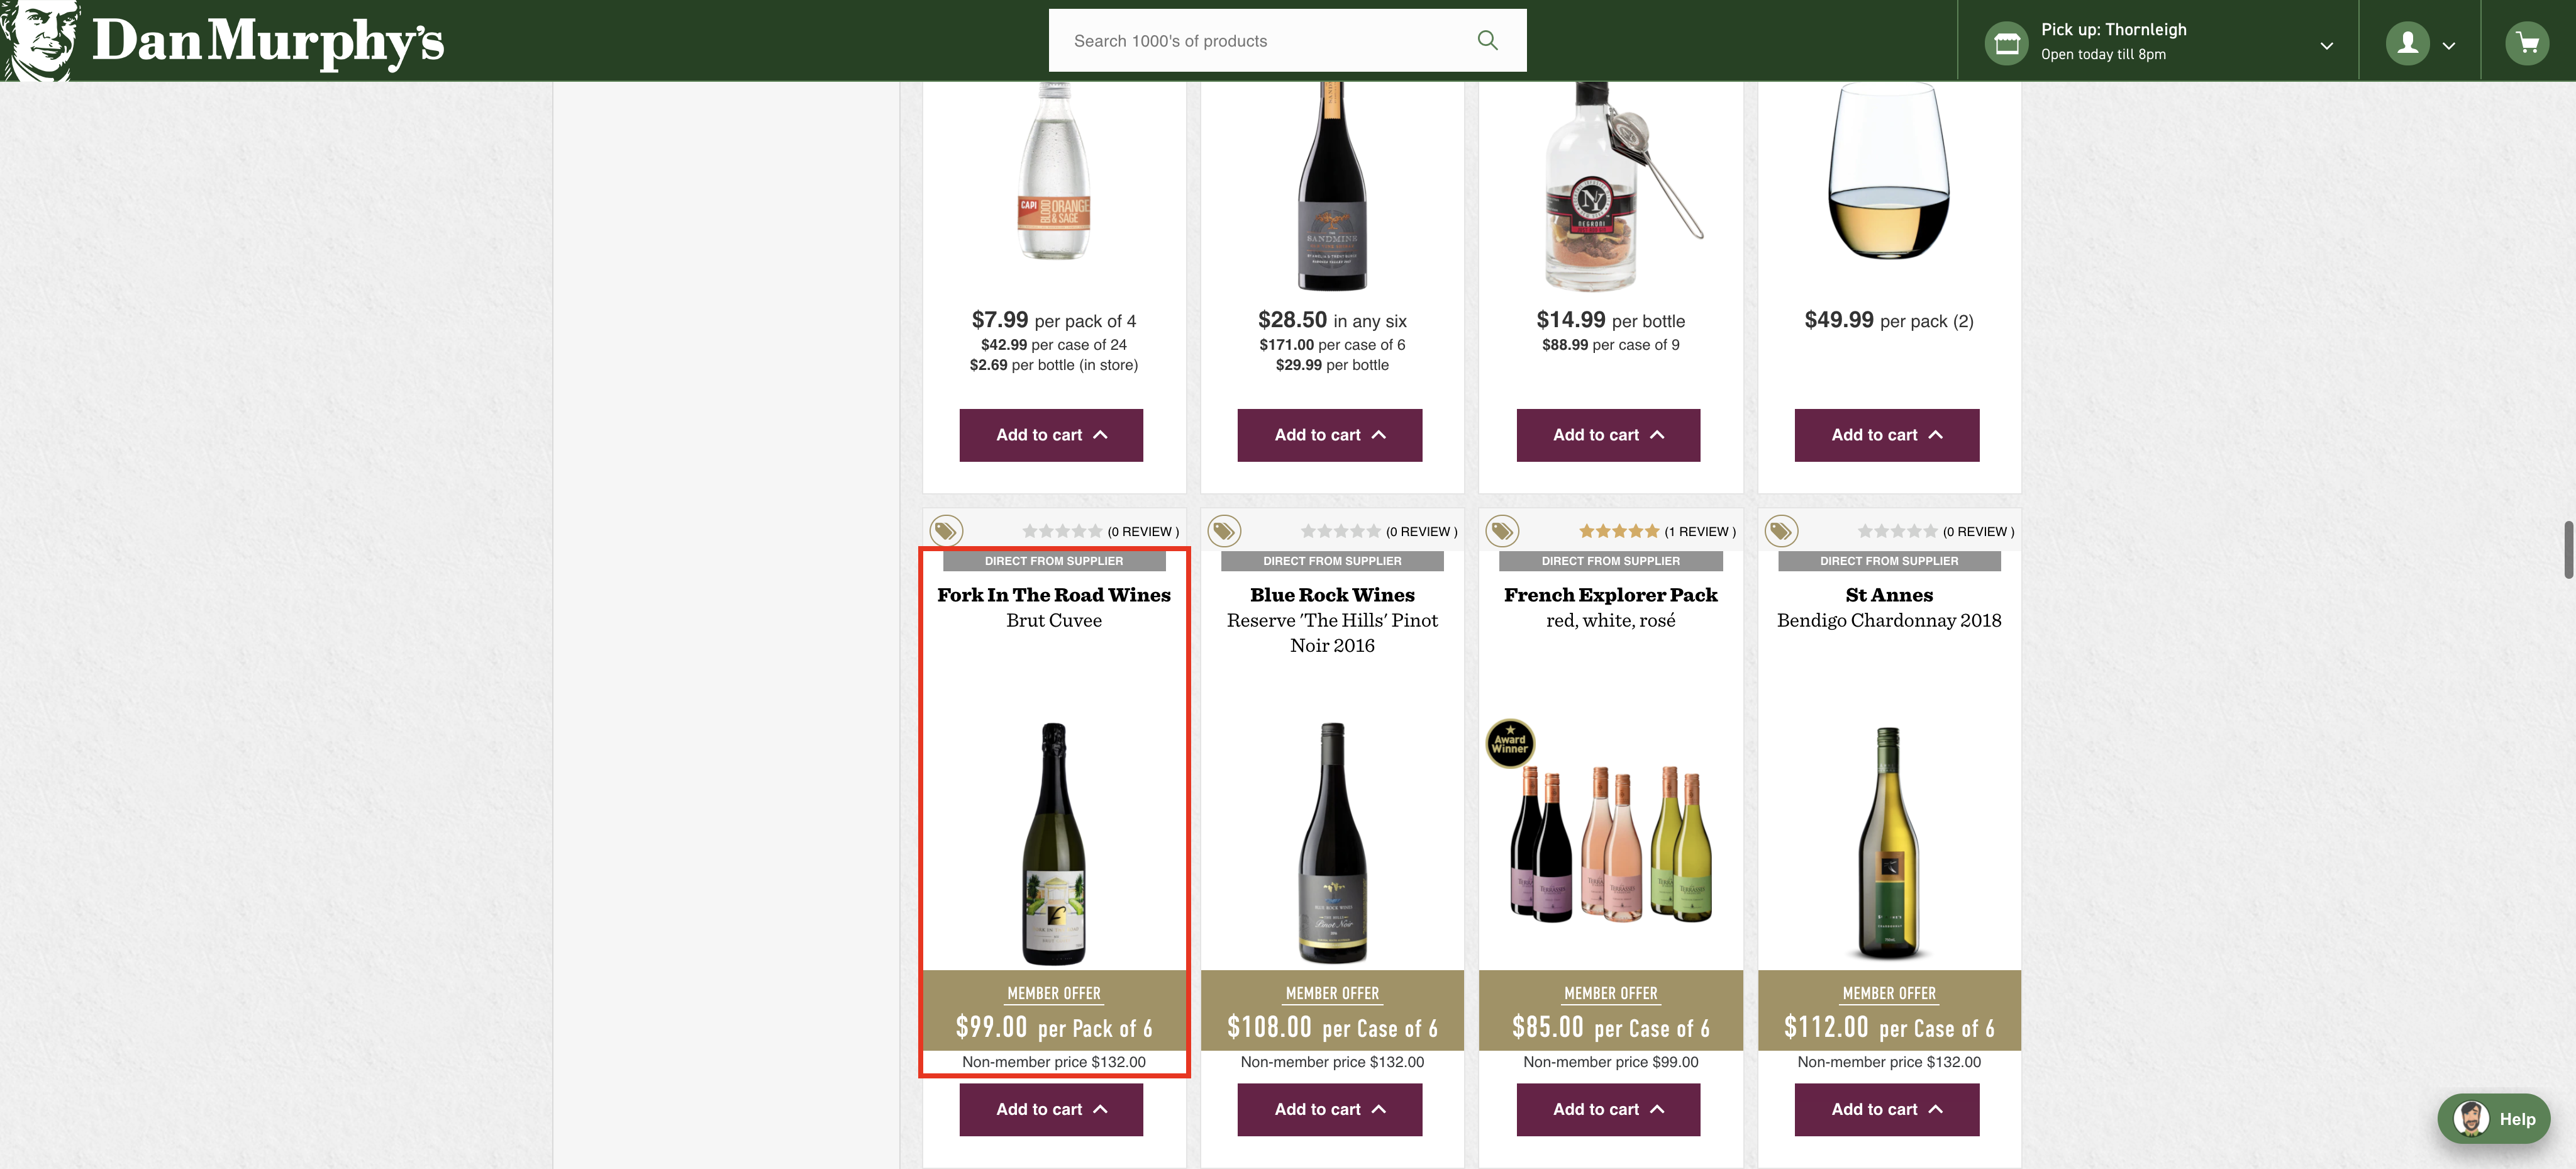 Dan Murphy's
Search 1000's of products
Pick up: Thornleigh
Open today till 8pm
CAPI
BLOOD ORANGE
& SAGE
SANDMINE
NY
NEGRONI
$7.99 per pack of 4
$42.99 per case of 24
$2.69 per bottle (in store)
Add to cart
$28.50 in any six
$171.00 per case of 6
$29.99 per bottle
Add to cart
$14.99 per bottle
$88.99 per case of 9
Add to cart
$49.99 per pack (2)
Add to cart
(0 REVIEW )
DIRECT FROM SUPPLIER
Fork In The Road Wines
Brut Cuvee
MEMBER OFFER
$99.00 per Pack of 6
Non-member price $132.00
Add to cart
(0 REVIEW )
DIRECT FROM SUPPLIER
Blue Rock Wines
Reserve 'The Hills' Pinot
Noir 2016
BLUE ROCK WINES
Pinot Noir
MEMBER OFFER
$108.00 per Case of 6
Non-member price $132.00
Add to cart
(1 REVIEW )
DIRECT FROM SUPPLIER
French Explorer Pack
red, white, rosé
Award
Winner
MEMBER OFFER
$85.00 per Case of 6
Non-member price $99.00
Add to cart
(0 REVIEW )
DIRECT FROM SUPPLIER
St Annes
Bendigo Chardonnay 2018
MEMBER OFFER
$112.00 per Case of 6
Non-member price $132.00
Add to cart
Help